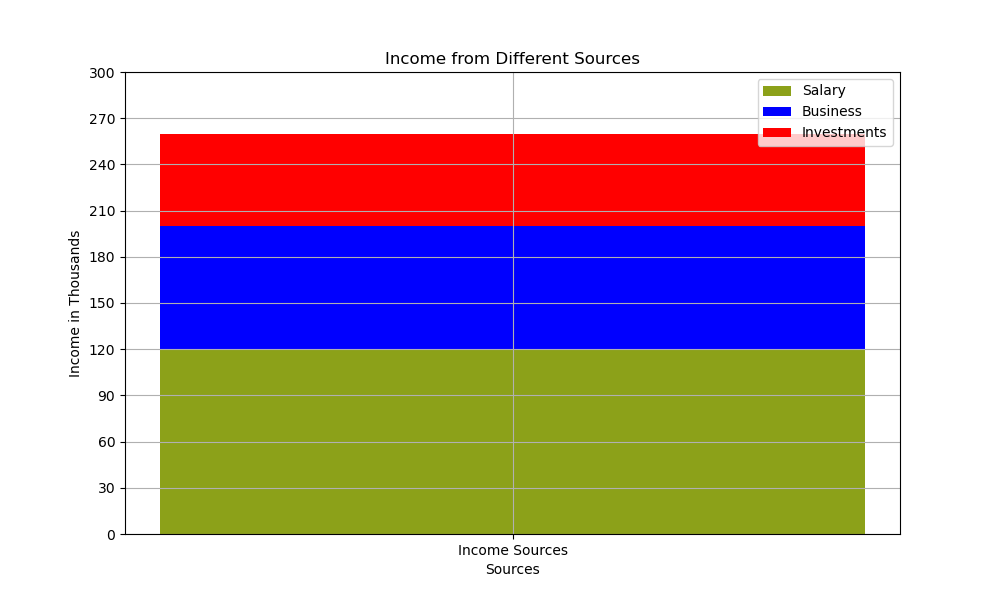 Income from Different Sources
300
270
240
210
180
150
120
90
60
30
0
Income in Thousands
Salary
Business
Investments
Income Sources
Sources